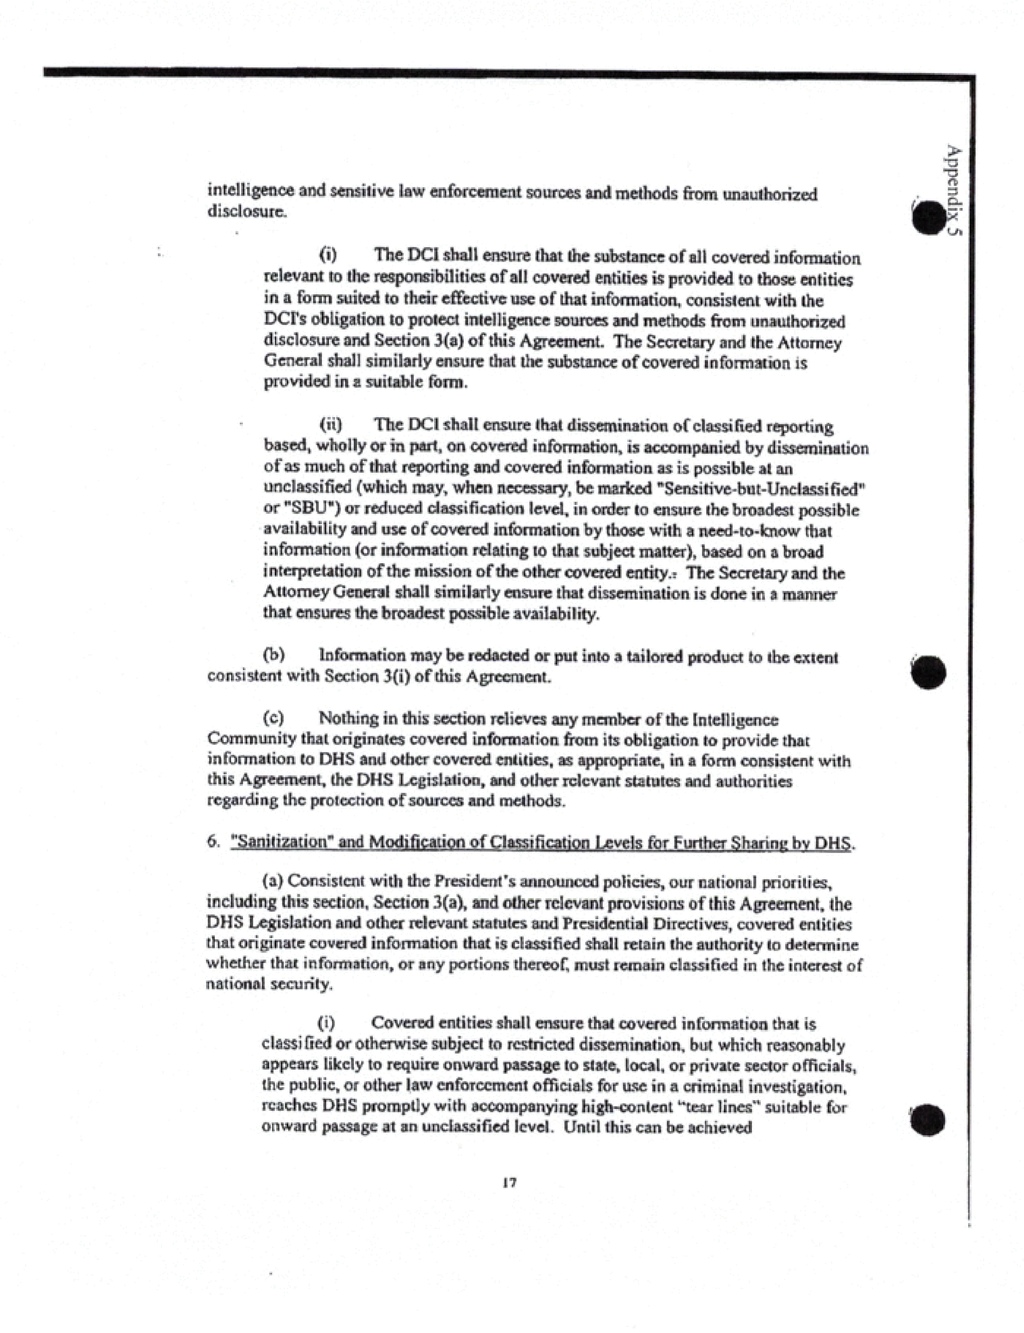 Appendix 5
intelligence and sensitive law enforcement sources and methods from unauthorized
disclosure.
(i) The DCI shall ensure that the substance of all covered information
relevant to the responsibilities of all covered entities is provided to those entities
in a form suited to their effective use of that information, consistent with the
DCI's obligation to protect intelligence sources and methods from unauthorized
disclosure and Section 3(a) of this Agreement. The Secretary and the Attorney
General shall similarly ensure that the substance of covered information is
provided in a suitable form.
(ii) The DCI shall ensure that dissemination of classified reporting
based, wholly or in part, on covered information, is accompanied by dissemination
of as much of that reporting and covered information as is possible at an
unclassified (which may, when necessary, be marked "Sensitive-but-Unclassified"
or "SBU") or reduced classification level, in order to ensure the broadest possible
availability and use of covered information by those with a need-to-know that
information (or information relating to that subject matter), based on a broad
interpretation of the mission of the other covered entity.. The Secretary and the
Attorney General shall similarly ensure that dissemination is done in a manner
that ensures the broadest possible availability.
(b) Information may be redacted or put into a tailored product to the extent
consistent with Section 3(i) of this Agreement.
(c) Nothing in this section relieves any member of the Intelligence
Community that originates covered information from its obligation to provide that
information to DHS and other covered entities, as appropriate, in a form consistent with
this Agreement, the DHS Legislation, and other relevant statutes and authorities
regarding the protection of sources and methods.
6. "Sanitization" and Modification of Classification Levels for Further Sharing by DHS.
(a) Consistent with the President's announced policies, our national priorities,
including this section, Section 3(a), and other relevant provisions of this Agreement, the
DHS Legislation and other relevant statutes and Presidential Directives, covered entities
that originate covered information that is classified shall retain the authority to determine
whether that information, or any portions thereof, must remain classified in the interest of
national security.
(i) Covered entities shall ensure that covered information that is
classified or otherwise subject to restricted dissemination, but which reasonably
appears likely to require onward passage to state, local, or private sector officials,
the public, or other law enforcement officials for use in a criminal investigation,
reaches DHS promptly with accompanying high-content "tear lines" suitable for
onward passage at an unclassified level. Until this can be achieved
17